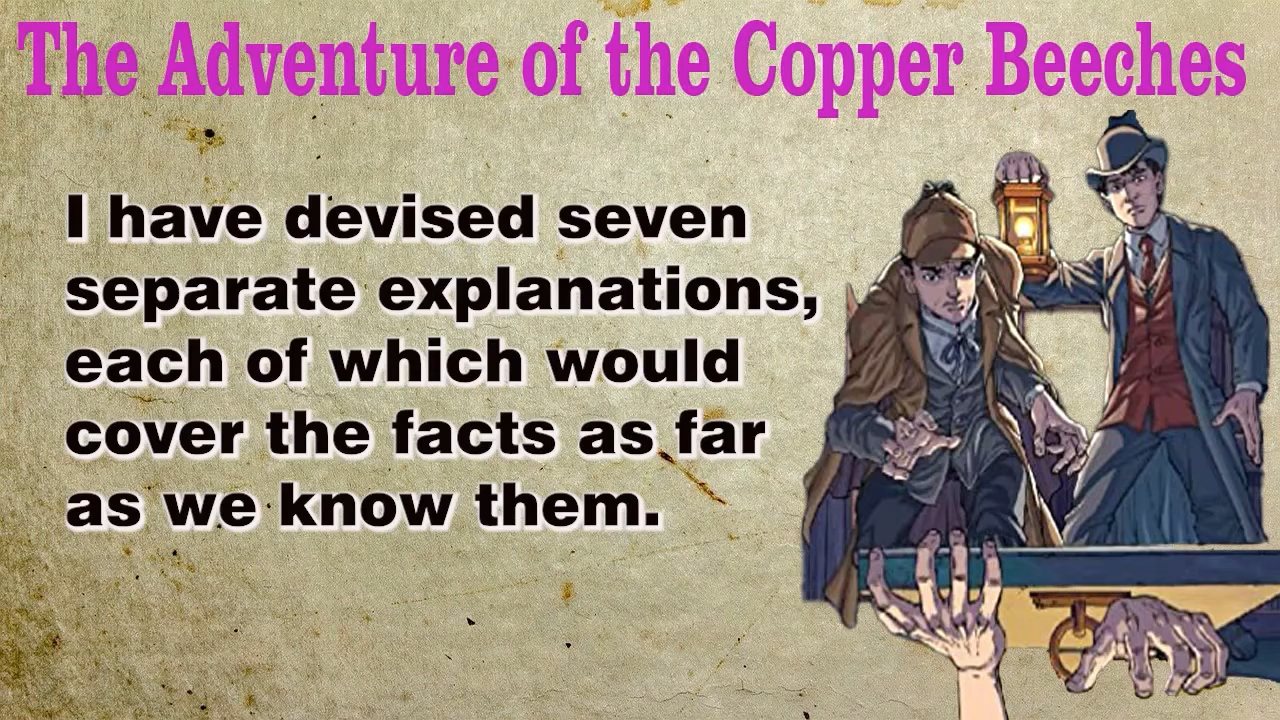 The Adventure of the Copper Beeches
I have devised seven
separate explanations,
each of which would
cover the facts as far
as we know them.